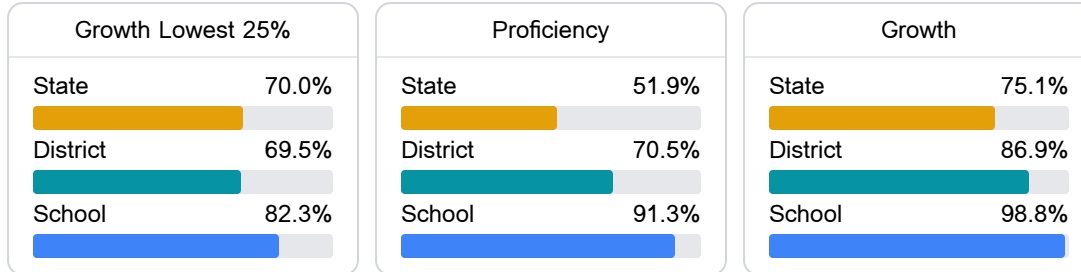 Growth Lowest 25%
State 70.0%
District 69.5%
School 82.3%
Proficiency
State 51.9%
District 70.5%
School 91.3%
Growth
State 75.1%
District 86.9%
School 98.8%